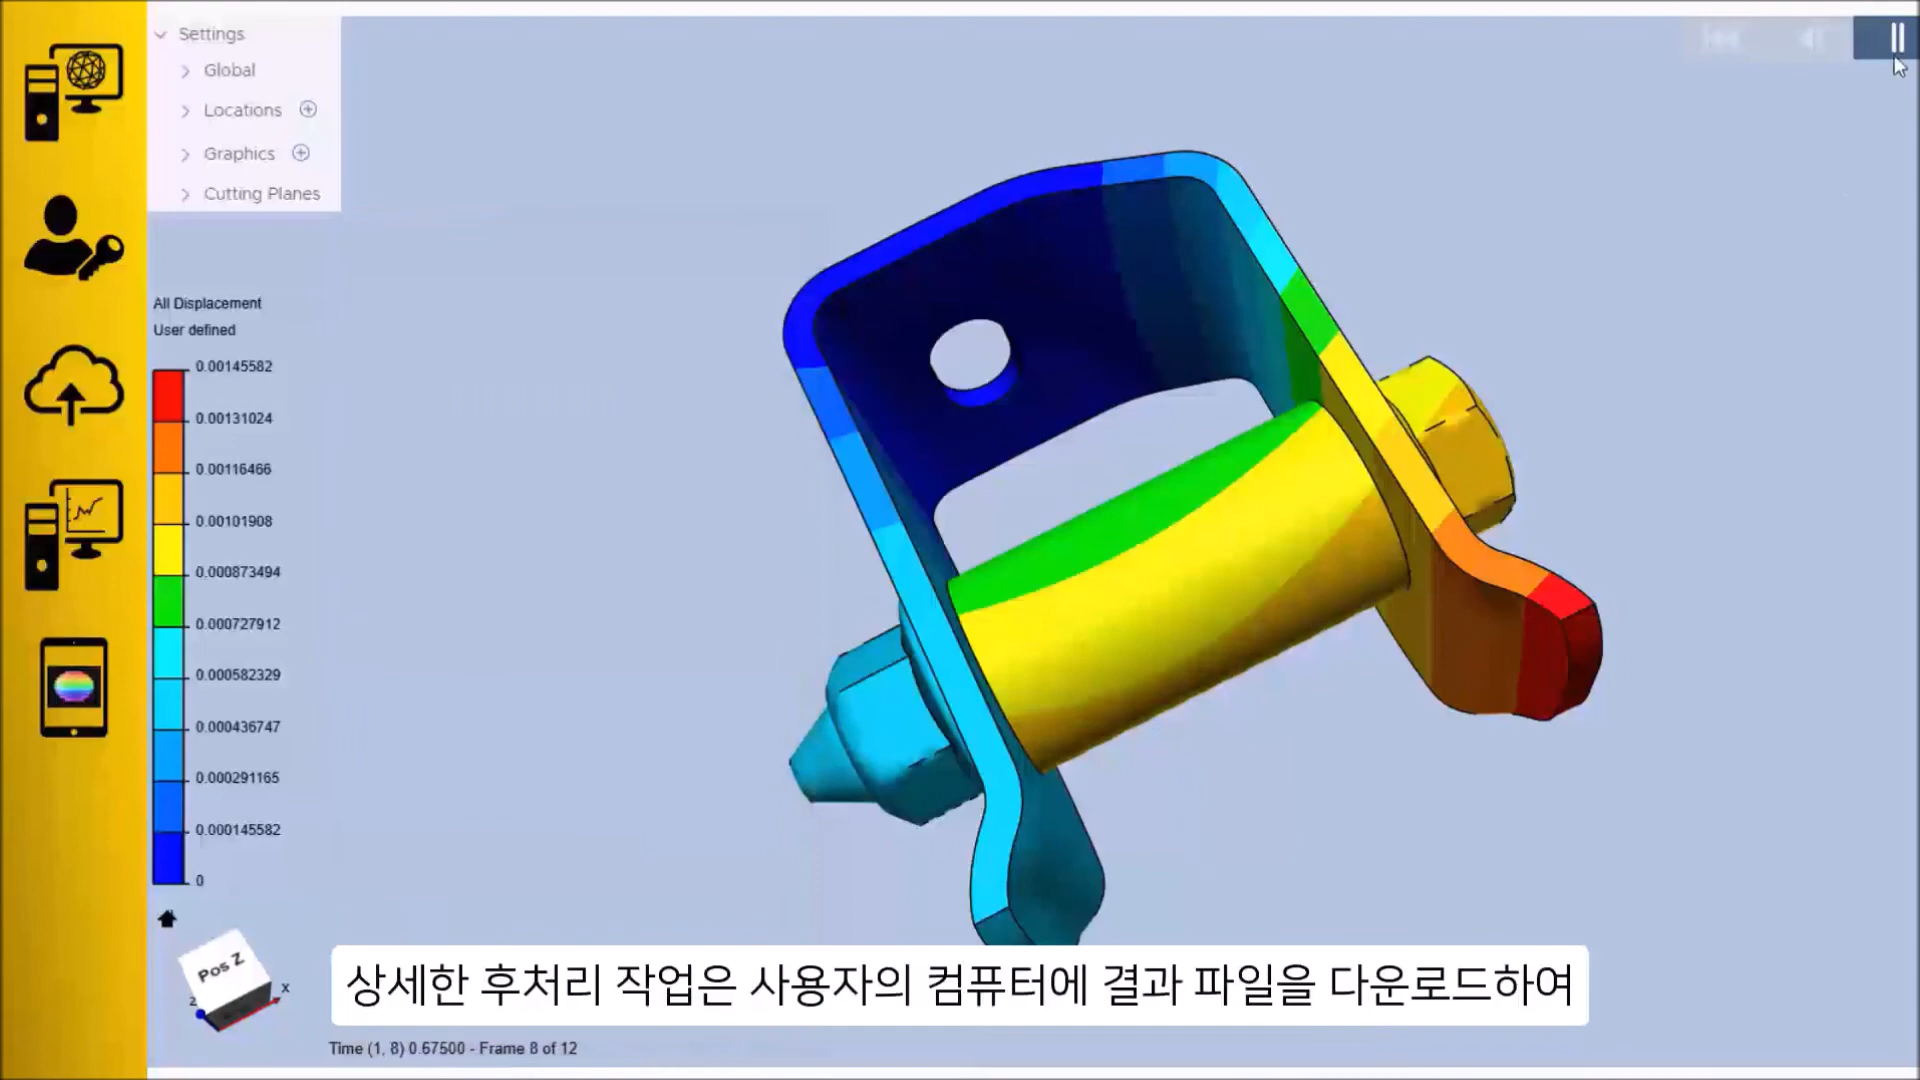 Settings
Global
Locations
Graphics
Cutting Planes
All Displacement
User defined
0.00145582
0.00131024
0.00116466
0.00101908
0.000873494
0.000727912
0.000582329
0.000436747
0.000291165
0.000145582
0
Pos Z
Z
X
상세한 후처리 작업은 사용자의 컴퓨터에 결과 파일을 다운로드하여
Time (1, 8) 0.67500 - Frame 8 of 12